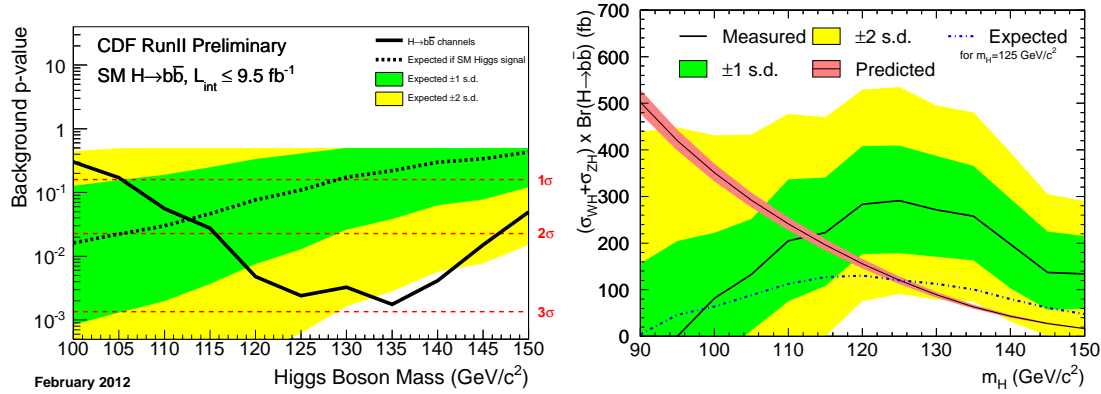 CDF RunII Preliminary
SM H→bb̄, L_int ≤ 9.5 fb⁻¹
H→bb̄ channels
Expected if SM Higgs signal
Expected ±1 s.d.
Expected ±2 s.d.
Background p-value
10
1
10⁻¹
10⁻²
10⁻³
1σ
2σ
3σ
100 105 110 115 120 125 130 135 140 145 150
Higgs Boson Mass (GeV/c²)
February 2012
(σ_WH+σ_ZH) x Br(H→bb̄) (fb)
700
600
500
400
300
200
100
0
Measured
±2 s.d.
Expected
for m_H=125 GeV/c²
±1 s.d.
Predicted
90 100 110 120 130 140 150
m_H (GeV/c²)